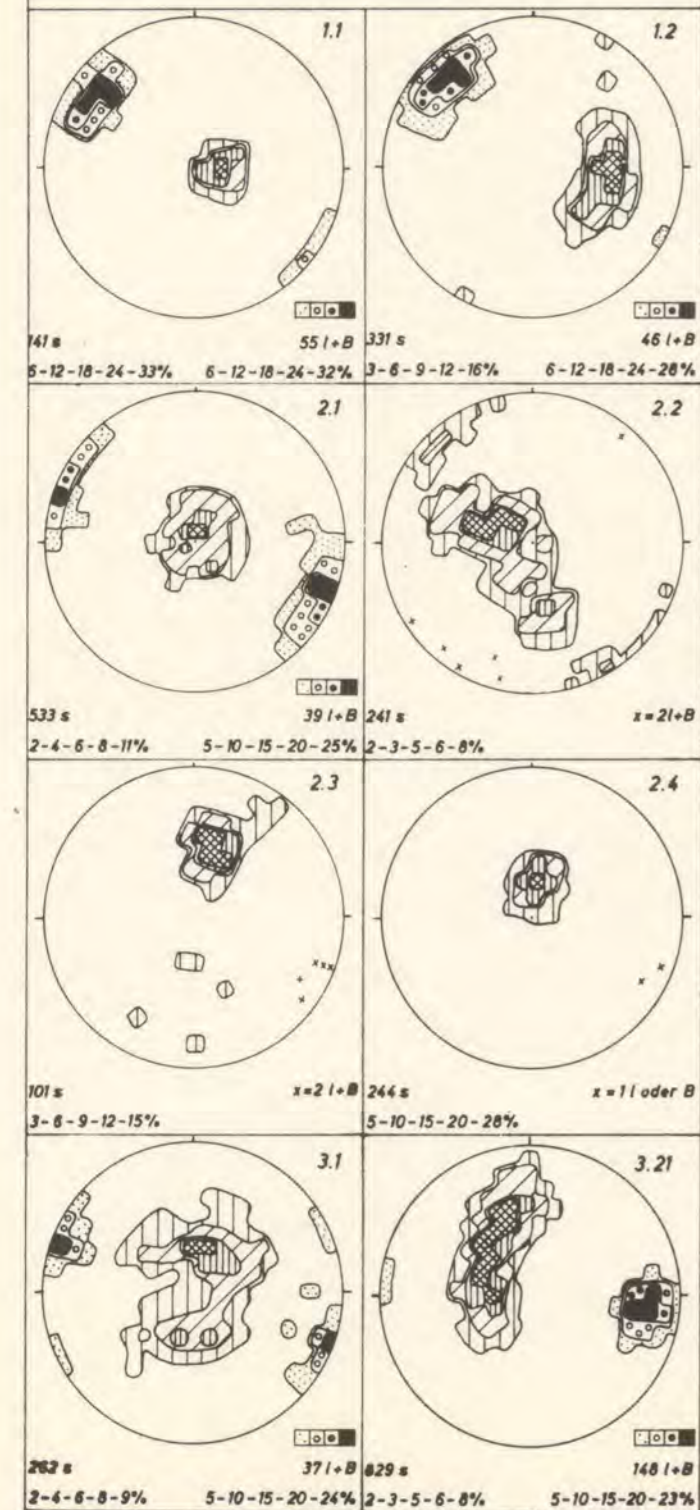 1.1
141 s 55 l+B
6-12-18-24-33% 6-12-18-24-32%
1.2
331 s 46 l+B
3-6-9-12-16% 6-12-18-24-28%
2.1
533 s 39 l+B
2-4-6-8-11% 5-10-15-20-25%
2.2
241 s x=2l+B
2-3-5-6-8%
2.3
101 s x=2 l+B
3-6-9-12-15%
2.4
244 s x=1 l oder B
5-10-15-20-28%
3.1
262 s 37 l+B
2-4-6-8-9% 5-10-15-20-24%
3.21
829 s 148 l+B
2-3-5-6-8% 5-10-15-20-23%